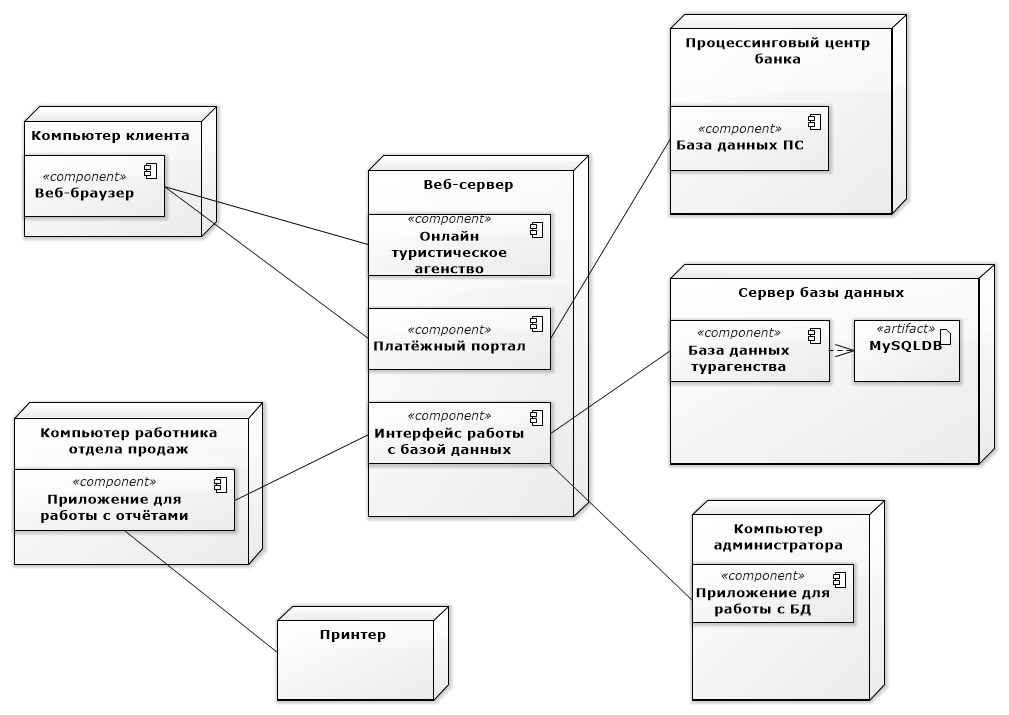 Процессинговый центр
банка
«component»
База данных ПС
Компьютер клиента
«component»
Веб-браузер
Веб-сервер
«component»
Онлайн
туристическое
агенство
«component»
Платёжный портал
«component»
Интерфейс работы
с базой данных
Сервер базы данных
«component»
База данных
турагенства
«artifact»
MySQLDB
Компьютер работника
отдела продаж
«component»
Приложение для
работы с отчётами
Компьютер
администратора
«component»
Приложение для
работы с БД
Принтер